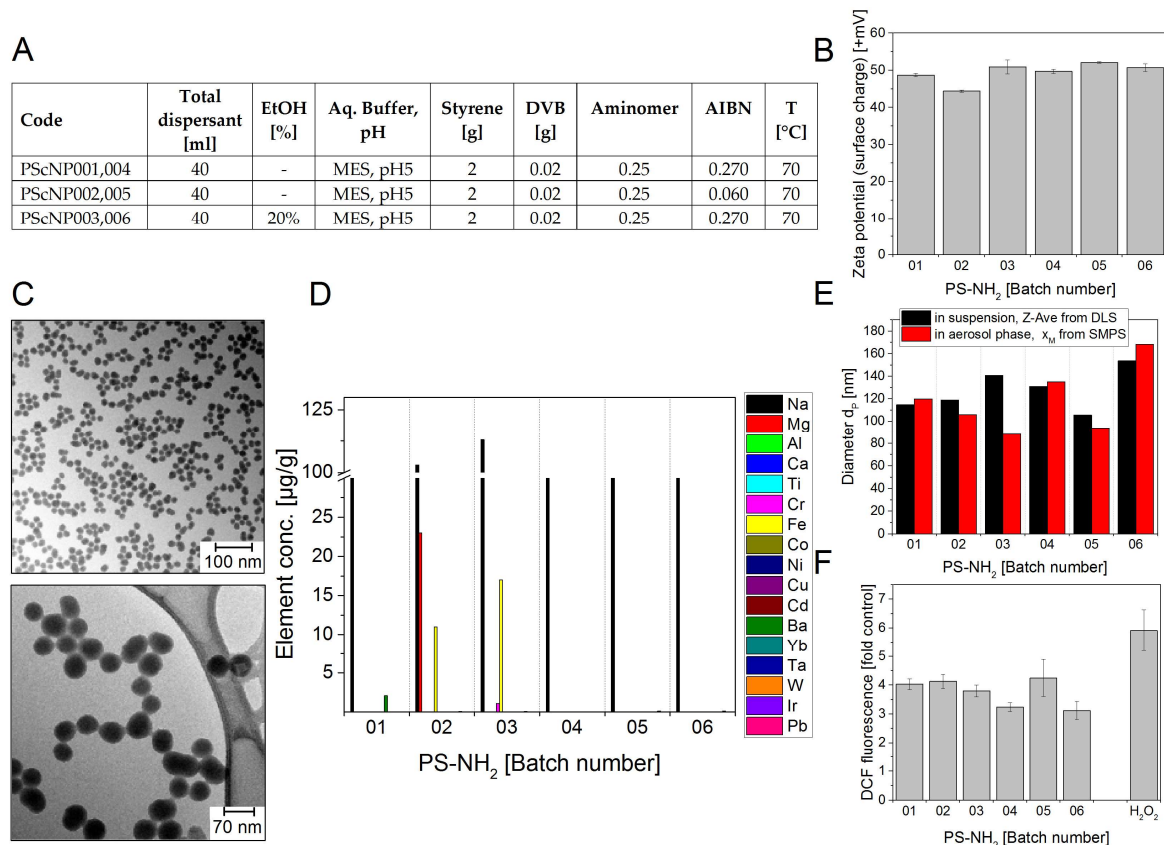 A
Code
Total dispersant [ml]
EtOH [%]
Aq. Buffer, pH
Styrene [g]
DVB [g]
Aminomer
AIBN
T [°C]
PScNP001,004 40 - MES, pH5 2 0.02 0.25 0.270 70
PScNP002,005 40 - MES, pH5 2 0.02 0.25 0.060 70
PScNP003,006 40 20% MES, pH5 2 0.02 0.25 0.270 70
B
Zeta potential (surface charge) [+mV]
60
50
40
30
20
10
0
01 02 03 04 05 06
PS-NH₂ [Batch number]
C
100 nm
70 nm
D
Element conc. [µg/g]
125
100
25
20
15
10
5
01 02 03 04 05 06
PS-NH₂ [Batch number]
Na
Mg
Al
Ca
Ti
Cr
Fe
Co
Ni
Cu
Cd
Ba
Yb
Ta
W
Ir
Pb
E
in suspension, Z-Ave from DLS
in aerosol phase, xM from SMPS
Diameter dP [nm]
180
160
140
120
100
80
60
40
20
0
01 02 03 04 05 06
PS-NH₂ [Batch number]
F
DCF fluorescence [fold control]
7
6
5
4
3
2
1
0
01 02 03 04 05 06 H₂O₂
PS-NH₂ [Batch number]